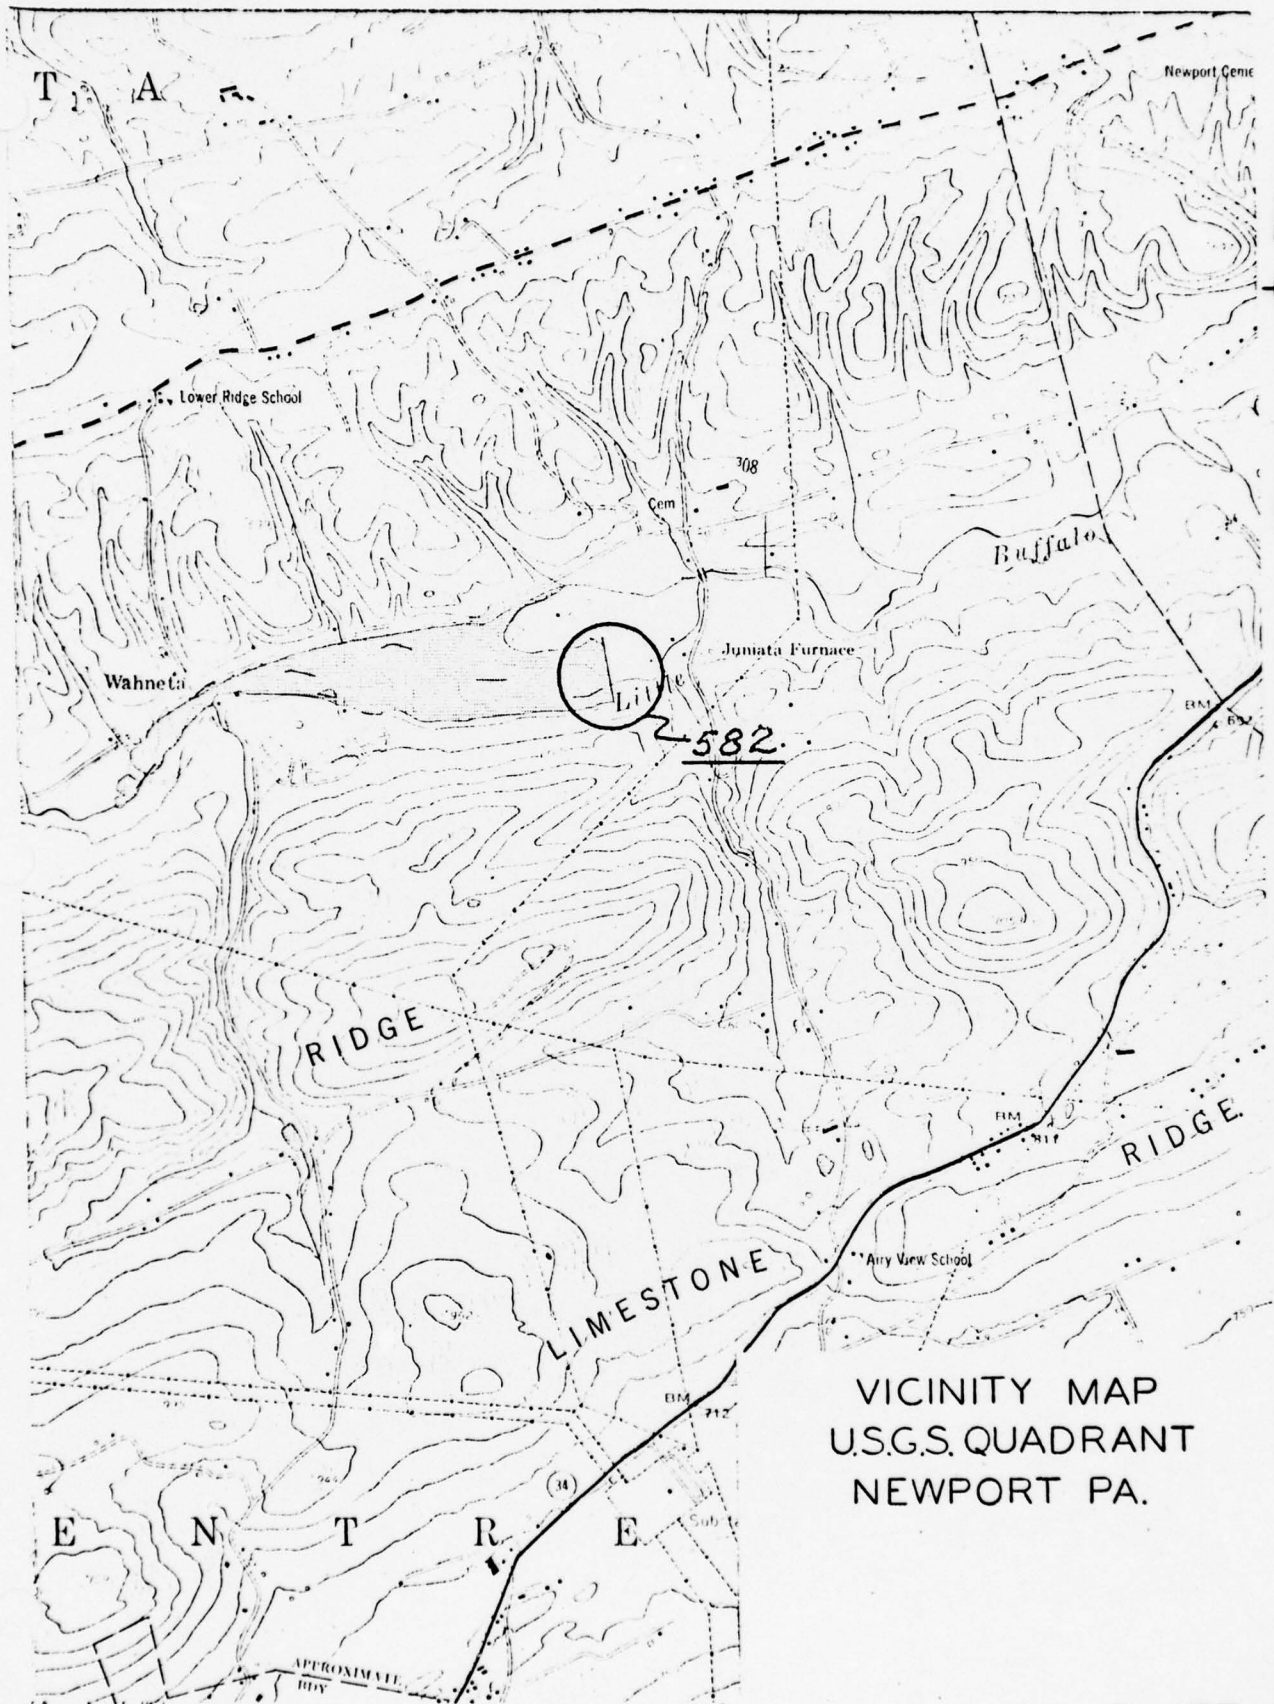 T A
Newport Ceme
Lower Ridge School
308
Cem
Buffalo
Juniata Furnace
Wahneta
Little
BM
582.
RIDGE
BM
811
RIDGE
Airy View School
LIMESTONE
VICINITY MAP
U.S.G.S. QUADRANT
NEWPORT PA.
BM
712
34
E N T R E
APPROXIMATE
BDY